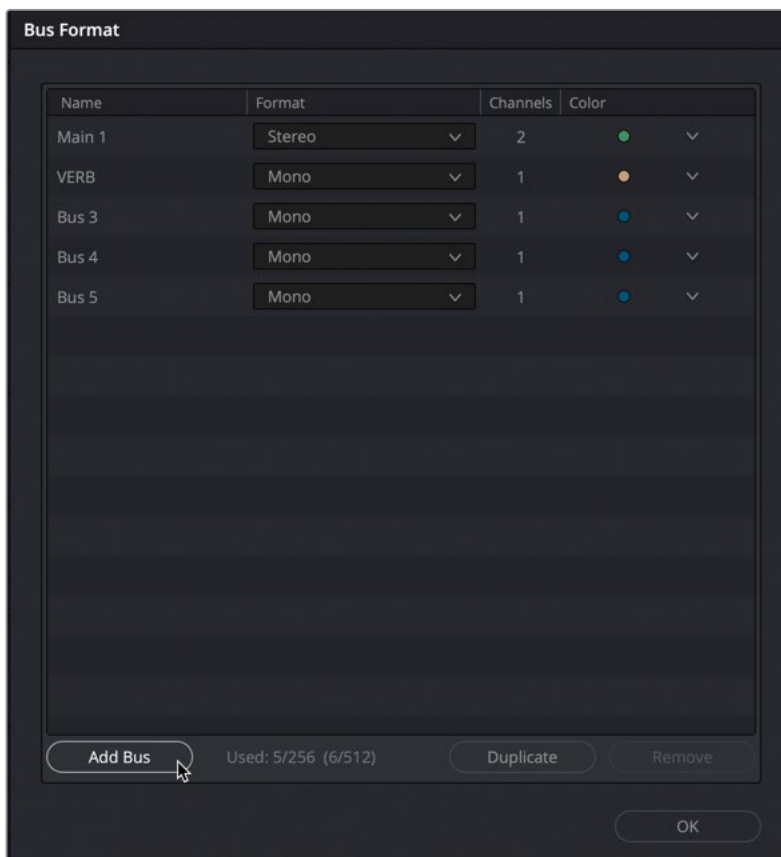 Bus Format
Name Format Channels Color
Main 1 Stereo 2
VERB Mono 1
Bus 3 Mono 1
Bus 4 Mono 1
Bus 5 Mono 1
Add Bus Used: 5/256 (6/512) Duplicate Remove
OK